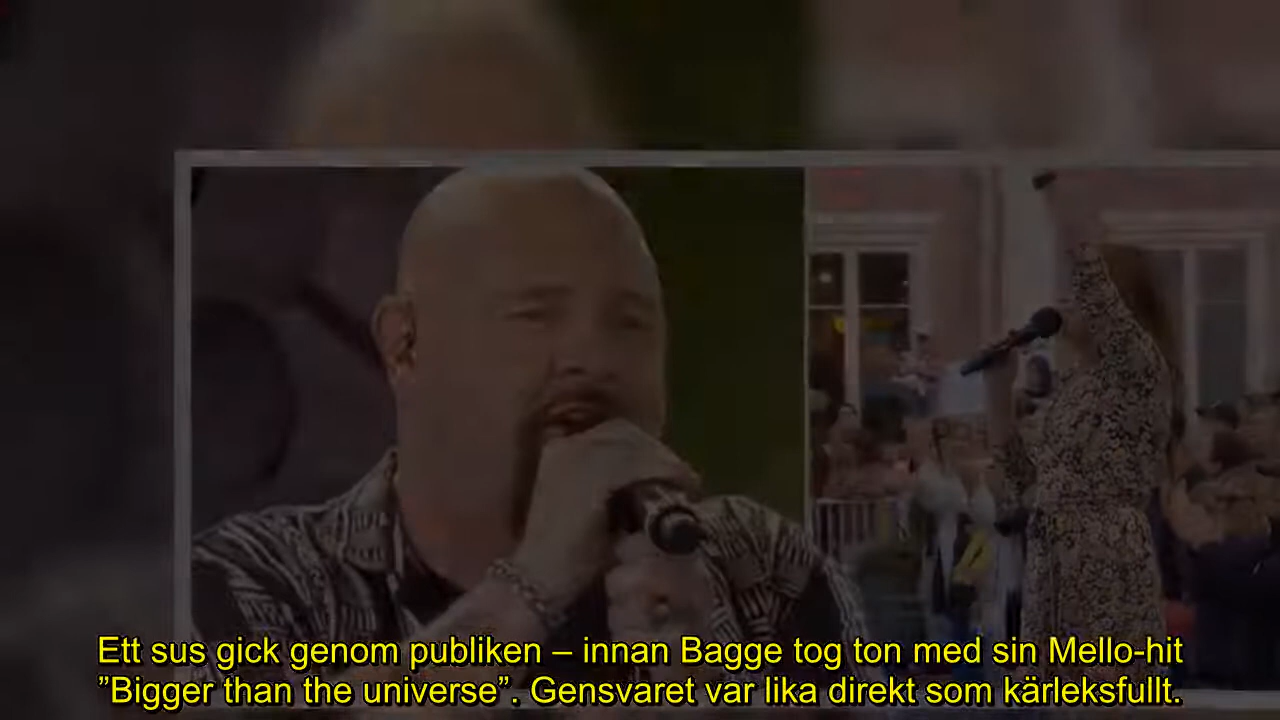 Ett sus gick genom publiken – innan Bagge tog ton med sin Mello-hit
”Bigger than the universe”. Gensvaret var lika direkt som kärleksfullt.